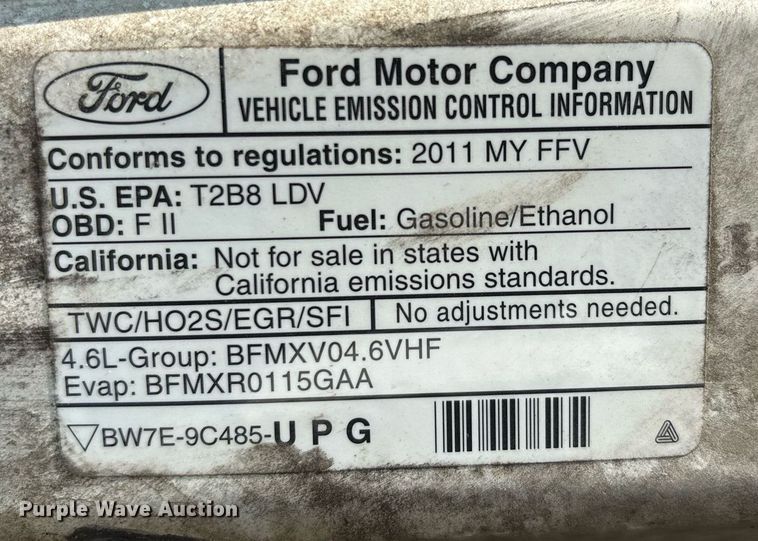 Ford
Ford Motor Company
VEHICLE EMISSION CONTROL INFORMATION
Conforms to regulations: 2011 MY FFV
U.S. EPA: T2B8 LDV
OBD: F II Fuel: Gasoline/Ethanol
California: Not for sale in states with
California emissions standards.
TWC/HO2S/EGR/SFI No adjustments needed.
4.6L-Group: BFMXV04.6VHF
Evap: BFMXR0115GAA
BW7E-9C485-U P G
Purple Wave Auction